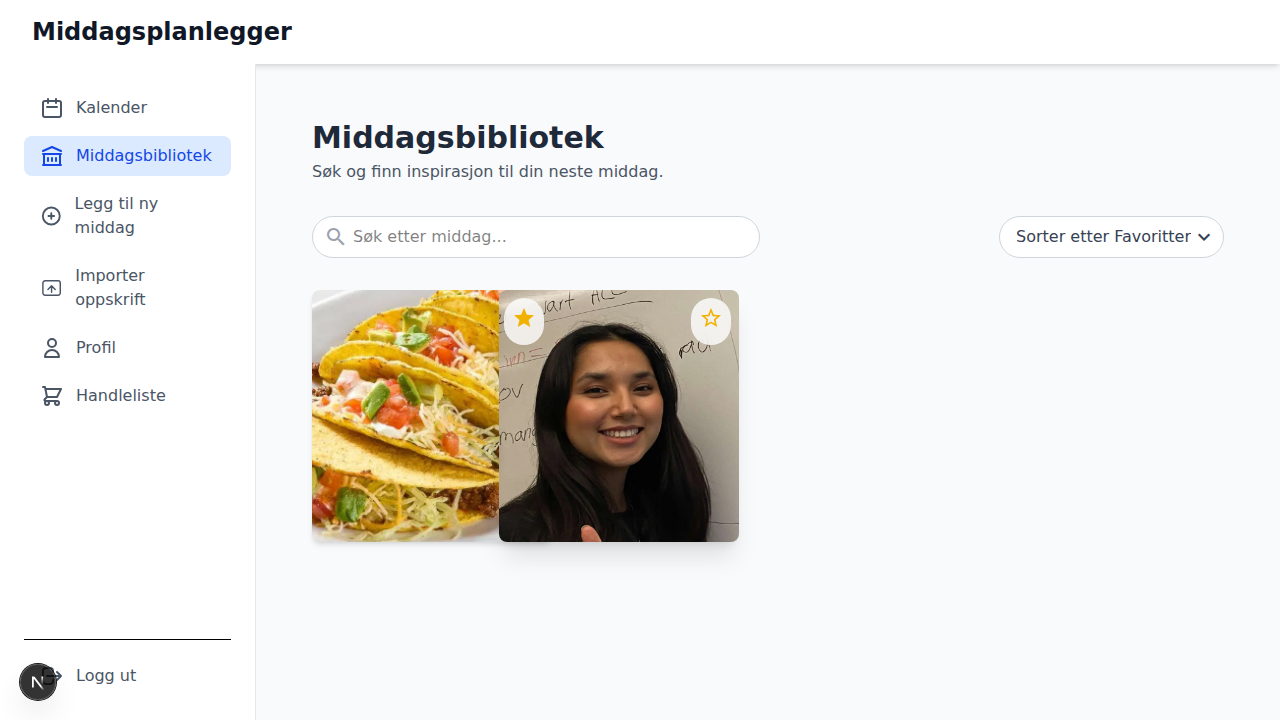 Middagsplanlegger
Kalender
Middagsbibliotek
Legg til ny
middag
Importer
oppskrift
Profil
Handleliste
Logg ut
N
Middagsbibliotek
Søk og finn inspirasjon til din neste middag.
Søk etter middag...
Sorter etter Favoritter